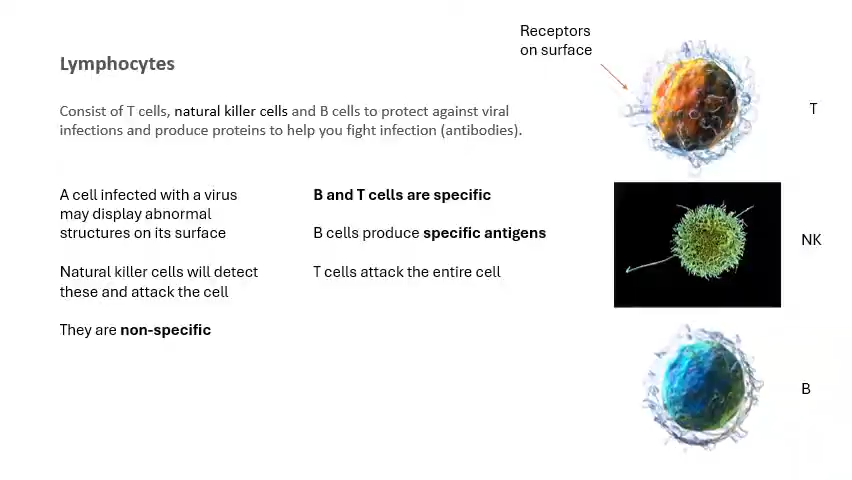 Receptors
on surface
Lymphocytes
Consist of T cells, natural killer cells and B cells to protect against viral
infections and produce proteins to help you fight infection (antibodies).
T
A cell infected with a virus
may display abnormal
structures on its surface
Natural killer cells will detect
these and attack the cell
They are non-specific
B and T cells are specific
B cells produce specific antigens
T cells attack the entire cell
NK
B